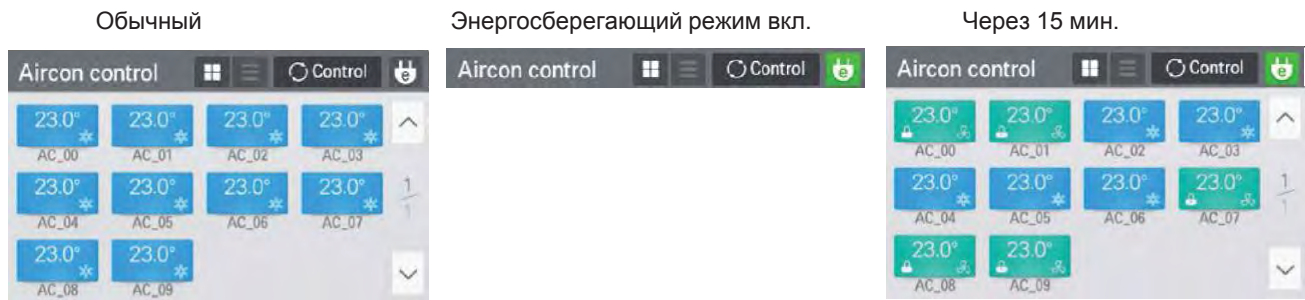 Обычный
Aircon control Control e
23.0° 23.0° 23.0° 23.0°
AC_00 AC_01 AC_02 AC_03
23.0° 23.0° 23.0° 23.0°
AC_04 AC_05 AC_06 AC_07
23.0° 23.0°
AC_08 AC_09
1
1
Энергосберегающий режим вкл.
Aircon control Control e
Через 15 мин.
Aircon control Control e
23.0° 23.0° 23.0° 23.0°
AC_00 AC_01 AC_02 AC_03
23.0° 23.0° 23.0° 23.0°
AC_04 AC_05 AC_06 AC_07
23.0° 23.0°
AC_08 AC_09
1
1